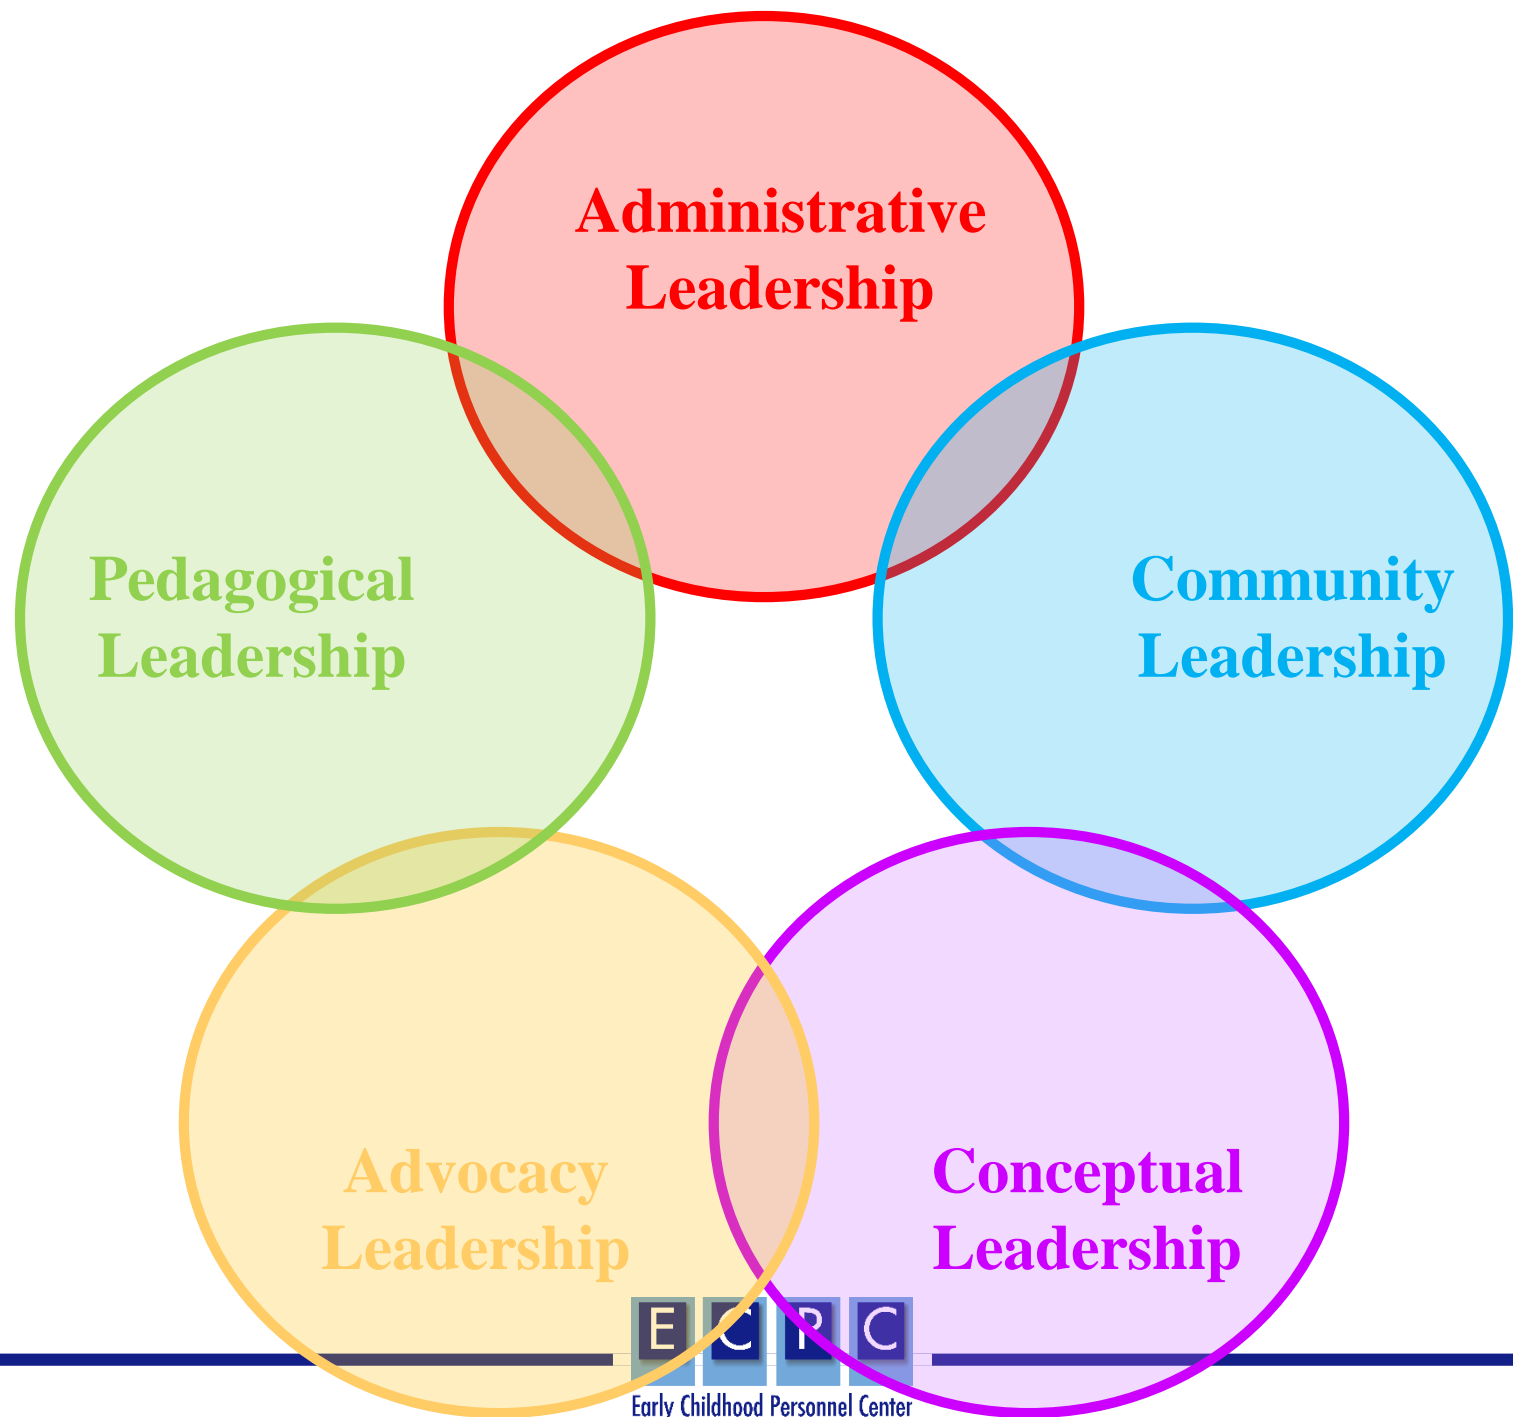 Administrative
Leadership
Pedagogical
Leadership
Community
Leadership
Advocacy
Leadership
Conceptual
Leadership
E C P C
Early Childhood Personnel Center